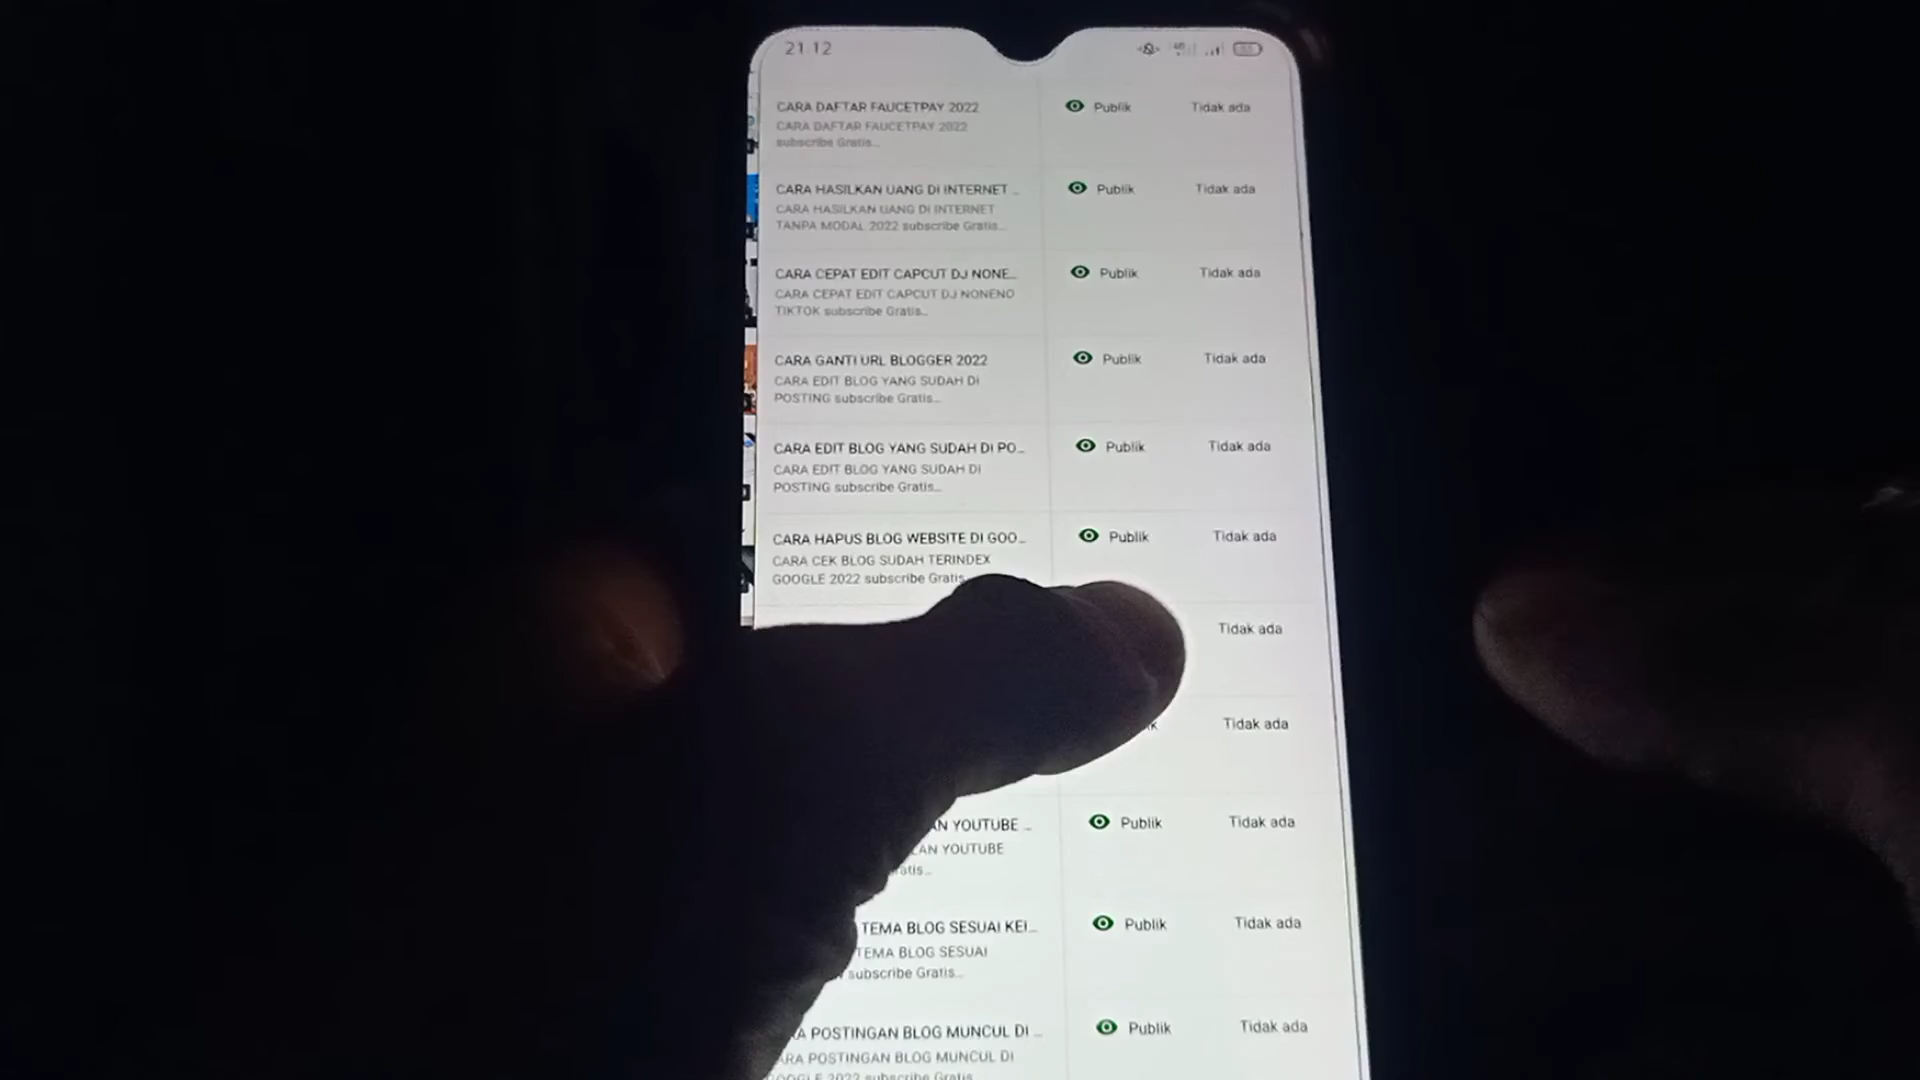 21.12
CARA DAFTAR FAUCETPAY 2022 Publik Tidak ada
CARA DAFTAR FAUCETPAY 2022
subscribe Gratis...
CARA HASILKAN UANG DI INTERNET ... Publik Tidak ada
CARA HASILKAN UANG DI INTERNET
TANPA MODAL 2022 subscribe Gratis...
CARA CEPAT EDIT CAPCUT DJ NONE... Publik Tidak ada
CARA CEPAT EDIT CAPCUT DJ NONENO
TIKTOK subscribe Gratis...
CARA GANTI URL BLOGGER 2022 Publik Tidak ada
CARA EDIT BLOG YANG SUDAH DI
POSTING subscribe Gratis...
CARA EDIT BLOG YANG SUDAH DI PO... Publik Tidak ada
CARA EDIT BLOG YANG SUDAH DI
POSTING subscribe Gratis...
CARA HAPUS BLOG WEBSITE DI GOO... Publik Tidak ada
CARA CEK BLOG SUDAH TERINDEX
GOOGLE 2022 subscribe Gratis
Tidak ada
Tidak ada
YOUTUBE ... Publik Tidak ada
YOUTUBE
TEMA BLOG SESUAI KEI... Publik Tidak ada
TEMA BLOG SESUAI
subscribe Gratis...
POSTINGAN BLOG MUNCUL DI ... Publik Tidak ada
POSTINGAN BLOG MUNCUL DI
2022 subscribe Gratis